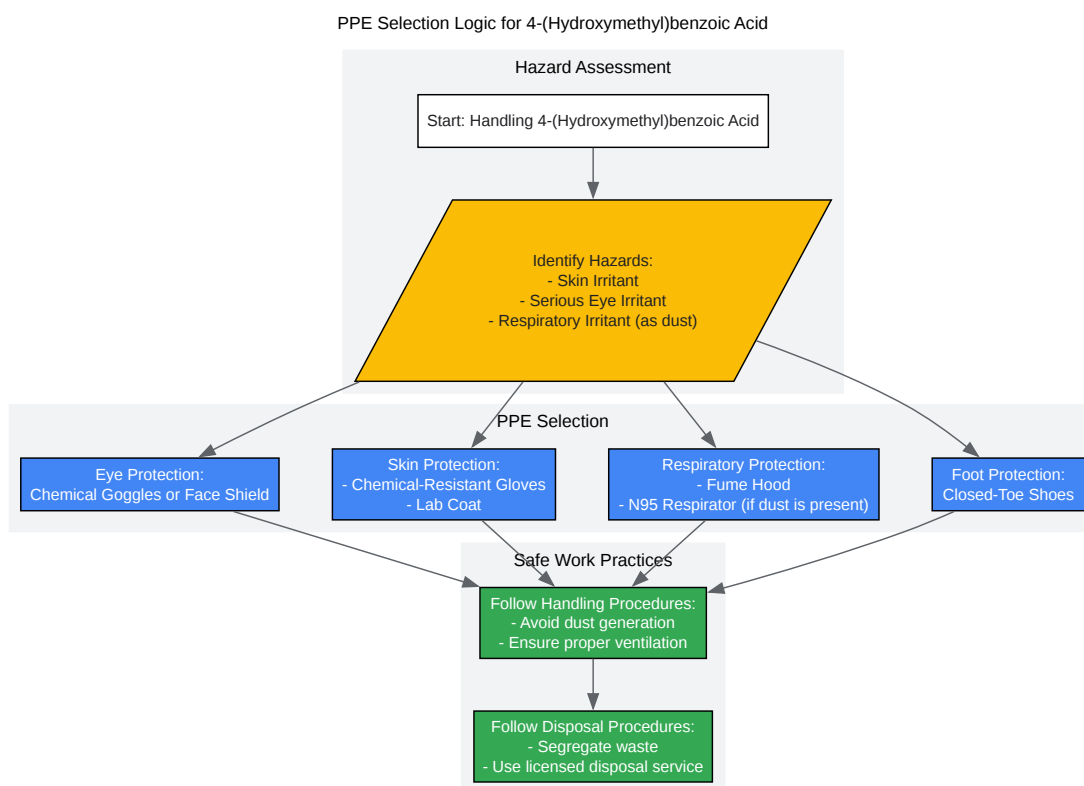 PPE Selection Logic for 4-(Hydroxymethyl)benzoic Acid
Hazard Assessment
Start: Handling 4-(Hydroxymethyl)benzoic Acid
Identify Hazards:
- Skin Irritant
- Serious Eye Irritant
- Respiratory Irritant (as dust)
PPE Selection
Eye Protection:
Chemical Goggles or Face Shield
Skin Protection:
- Chemical-Resistant Gloves
- Lab Coat
Respiratory Protection:
- Fume Hood
- N95 Respirator (if dust is present)
Foot Protection:
Closed-Toe Shoes
Safe Work Practices
Follow Handling Procedures:
- Avoid dust generation
- Ensure proper ventilation
Follow Disposal Procedures:
- Segregate waste
- Use licensed disposal service